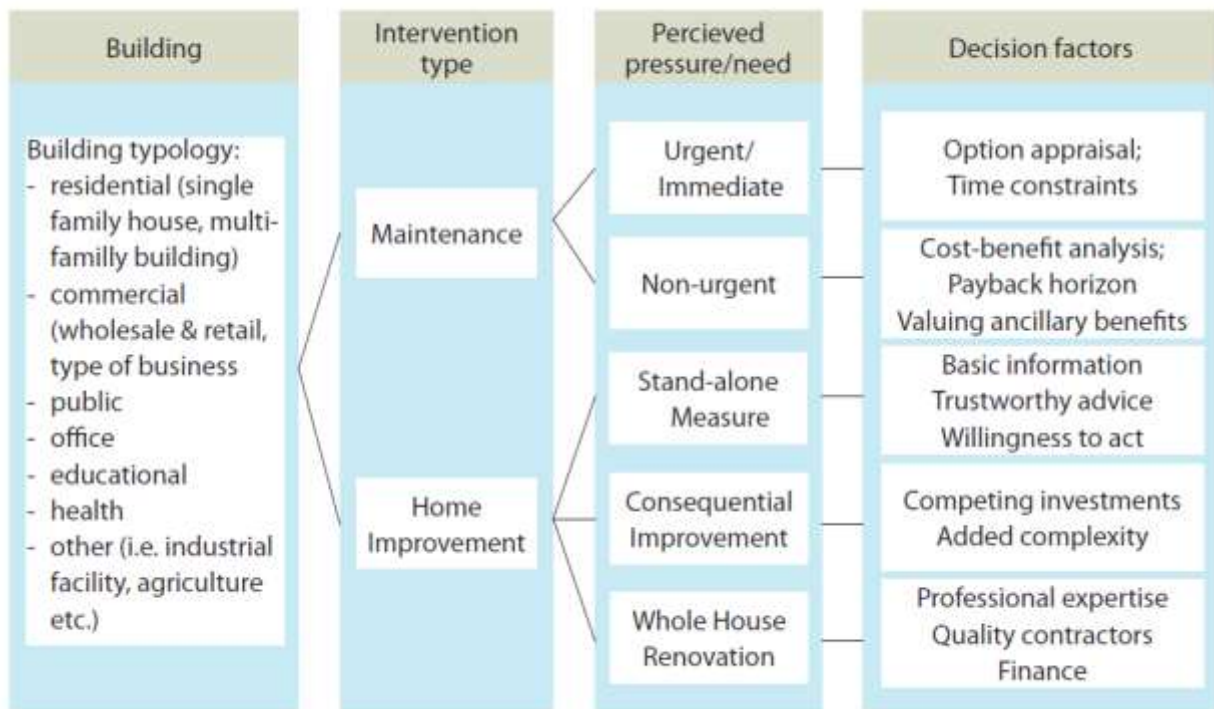 Building
Intervention
type
Percieved
pressure/need
Decision factors
Building typology:
- residential (single
family house, multi-
familly building)
- commercial
(wholesale & retail,
type of business
- public
- office
- educational
- health
- other (i.e. industrial
facility, agriculture
etc.)
Maintenance
Home
Improvement
Urgent/
Immediate
Non-urgent
Stand-alone
Measure
Consequential
Improvement
Whole House
Renovation
Option appraisal;
Time constraints
Cost-benefit analysis;
Payback horizon
Valuing ancillary benefits
Basic information
Trustworthy advice
Willingness to act
Competing investments
Added complexity
Professional expertise
Quality contractors
Finance